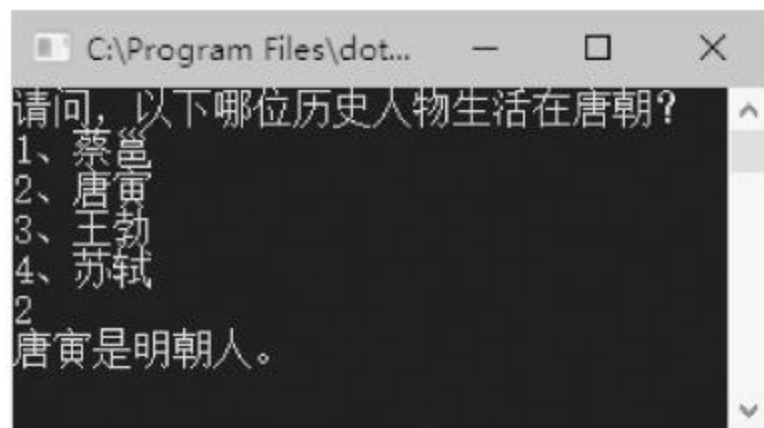 C:\Program Files\dot...
请问，以下哪位历史人物生活在唐朝？
1、蔡邕
2、唐寅
3、王勃
4、苏轼
2
唐寅是明朝人。